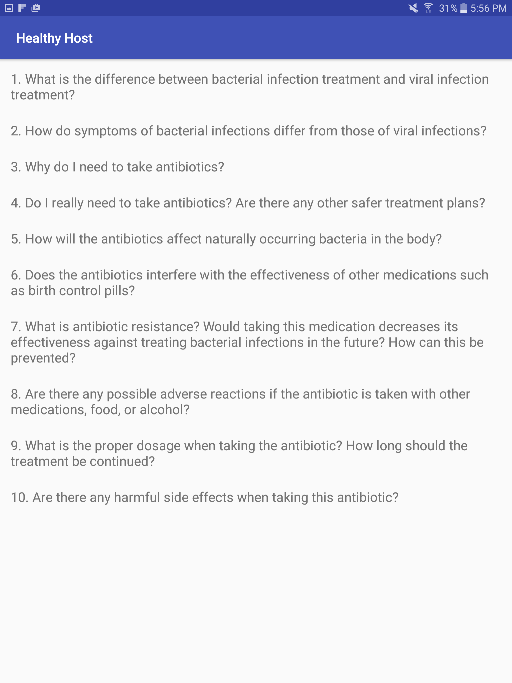 31% 5:56 PM
Healthy Host
1. What is the difference between bacterial infection treatment and viral infection
treatment?
2. How do symptoms of bacterial infections differ from those of viral infections?
3. Why do I need to take antibiotics?
4. Do I really need to take antibiotics? Are there any other safer treatment plans?
5. How will the antibiotics affect naturally occurring bacteria in the body?
6. Does the antibiotics interfere with the effectiveness of other medications such
as birth control pills?
7. What is antibiotic resistance? Would taking this medication decreases its
effectiveness against treating bacterial infections in the future? How can this be
prevented?
8. Are there any possible adverse reactions if the antibiotic is taken with other
medications, food, or alcohol?
9. What is the proper dosage when taking the antibiotic? How long should the
treatment be continued?
10. Are there any harmful side effects when taking this antibiotic?